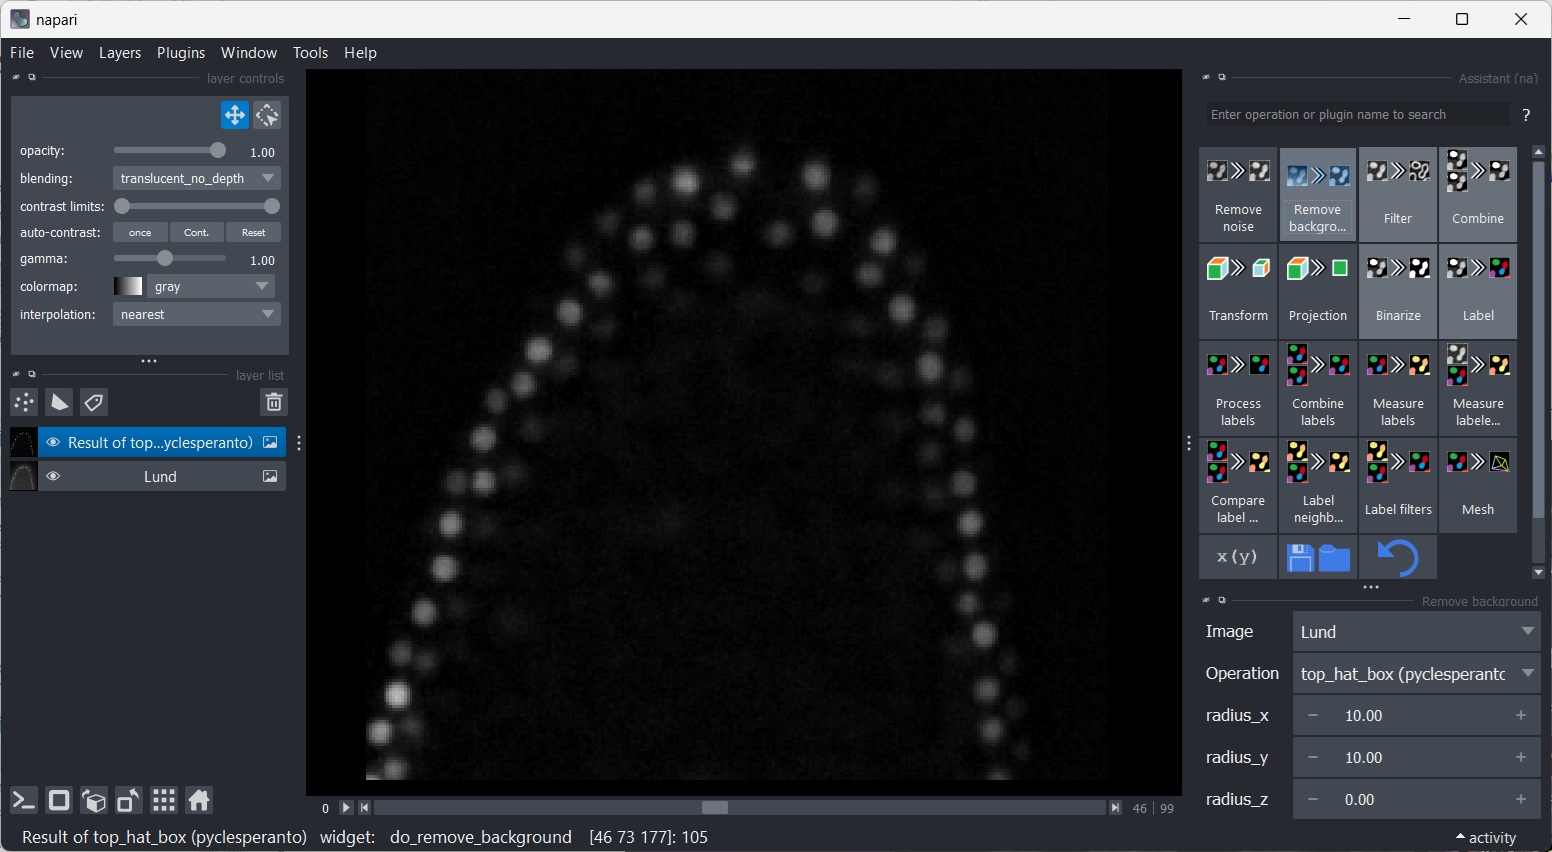 napari
File View Layers Plugins Window Tools Help
layer controls
opacity: 1.00
blending: translucent_no_depth
contrast limits:
auto-contrast: once Cont. Reset
gamma: 1.00
colormap: gray
interpolation: nearest
layer list
Result of top...yclesperanto)
Lund
0 46 99
Assistant (na)
Enter operation or plugin name to search ?
Remove noise
Remove backgro...
Filter
Combine
Transform
Projection
Binarize
Label
Process labels
Combine labels
Measure labels
Measure labele...
Compare label ...
Label neighb...
Label filters
Mesh
x(y)
Remove background
Image Lund
Operation top_hat_box (pyclesperantc
radius_x − 10.00 +
radius_y − 10.00 +
radius_z − 0.00 +
Result of top_hat_box (pyclesperanto) widget: do_remove_background [46 73 177]: 105
activity